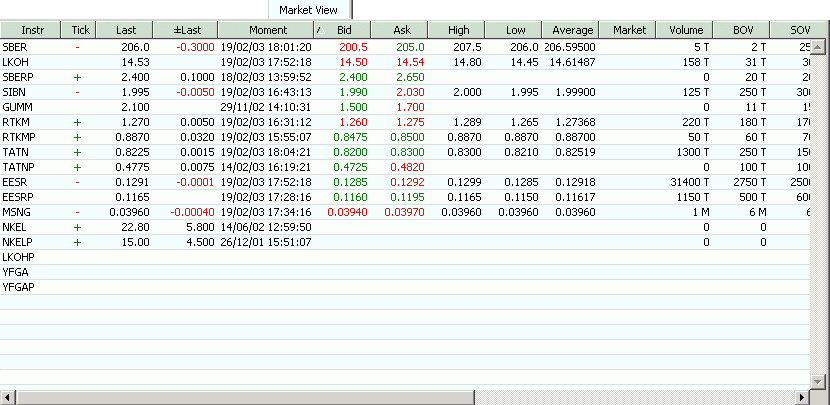 Market View
Instr Tick Last ±Last Moment Bid Ask High Low Average Market Volume BOV SOV
SBER - 206.0 -0.3000 19/02/03 18:01:20 200.5 205.0 207.5 206.0 206.59500 5 T 2 T 25
LKOH 14.53 19/02/03 17:52:18 14.50 14.54 14.80 14.45 14.61487 158 T 31 T 3
SBERP + 2.400 0.1000 18/02/03 13:59:52 2.400 2.650 0 20 T 20
SIBN - 1.995 -0.0050 19/02/03 16:43:13 1.990 2.030 2.000 1.995 1.99900 125 T 250 T 300
GUMM 2.100 29/11/02 14:10:31 1.500 1.700 0 11 T 15
RTKM + 1.270 0.0050 19/02/03 16:31:12 1.260 1.275 1.289 1.265 1.27368 220 T 180 T 170
RTKMP + 0.8870 0.0320 19/02/03 15:55:07 0.8475 0.8500 0.8870 0.8870 0.88700 50 T 60 T 70
TATN + 0.8225 0.0015 19/02/03 18:04:21 0.8200 0.8300 0.8300 0.8210 0.82519 1300 T 250 T 150
TATNP + 0.4775 0.0075 14/02/03 16:19:21 0.4725 0.4820 0 100 T 100
EESR - 0.1291 -0.0001 19/02/03 17:52:18 0.1285 0.1292 0.1299 0.1285 0.12918 31400 T 2750 T 2500
EESRP 0.1165 19/02/03 17:28:16 0.1160 0.1195 0.1165 0.1150 0.11617 1150 T 500 T 600
MSNG - 0.03960 -0.00040 19/02/03 17:34:16 0.03940 0.03970 0.03960 0.03960 0.03960 1 M 6 M 6
NKEL + 22.80 5.800 14/06/02 12:59:50 0 0
NKELP + 15.00 4.500 26/12/01 15:51:07 0 0
LKOHP
YFGA
YFGAP